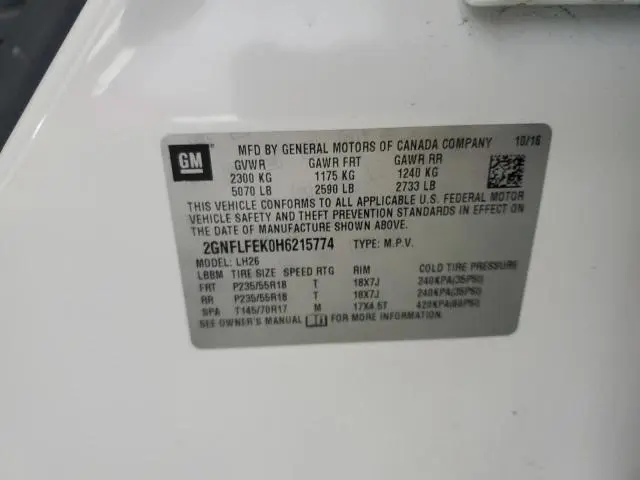 GM
MFD BY GENERAL MOTORS OF CANADA COMPANY 10/16
GVWR GAWR FRT GAWR RR
2300 KG 1175 KG 1240 KG
5070 LB 2590 LB 2733 LB
THIS VEHICLE CONFORMS TO ALL APPLICABLE U.S. FEDERAL MOTOR
VEHICLE SAFETY AND THEFT PREVENTION STANDARDS IN EFFECT ON
THE DATE OF MANUFACTURE SHOWN ABOVE.
2GNFLFEK0H6215774 TYPE: M.P.V.
MODEL: LH26
LBBM TIRE SIZE SPEED RTG RIM COLD TIRE PRESSURE
FRT P235/55R18 T 18X7J 240KPA(35PSI)
RR P235/55R18 T 18X7J 240KPA(35PSI)
SPA T145/70R17 M 17X4.5T 420KPA(60PSI)
SEE OWNER'S MANUAL FOR MORE INFORMATION.